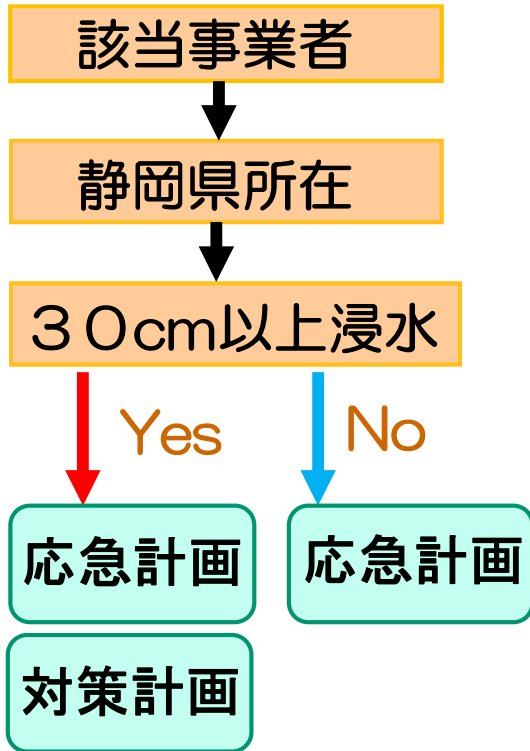 該当事業者
静岡県所在
３０cm以上浸水
Yes
No
応急計画
応急計画
対策計画